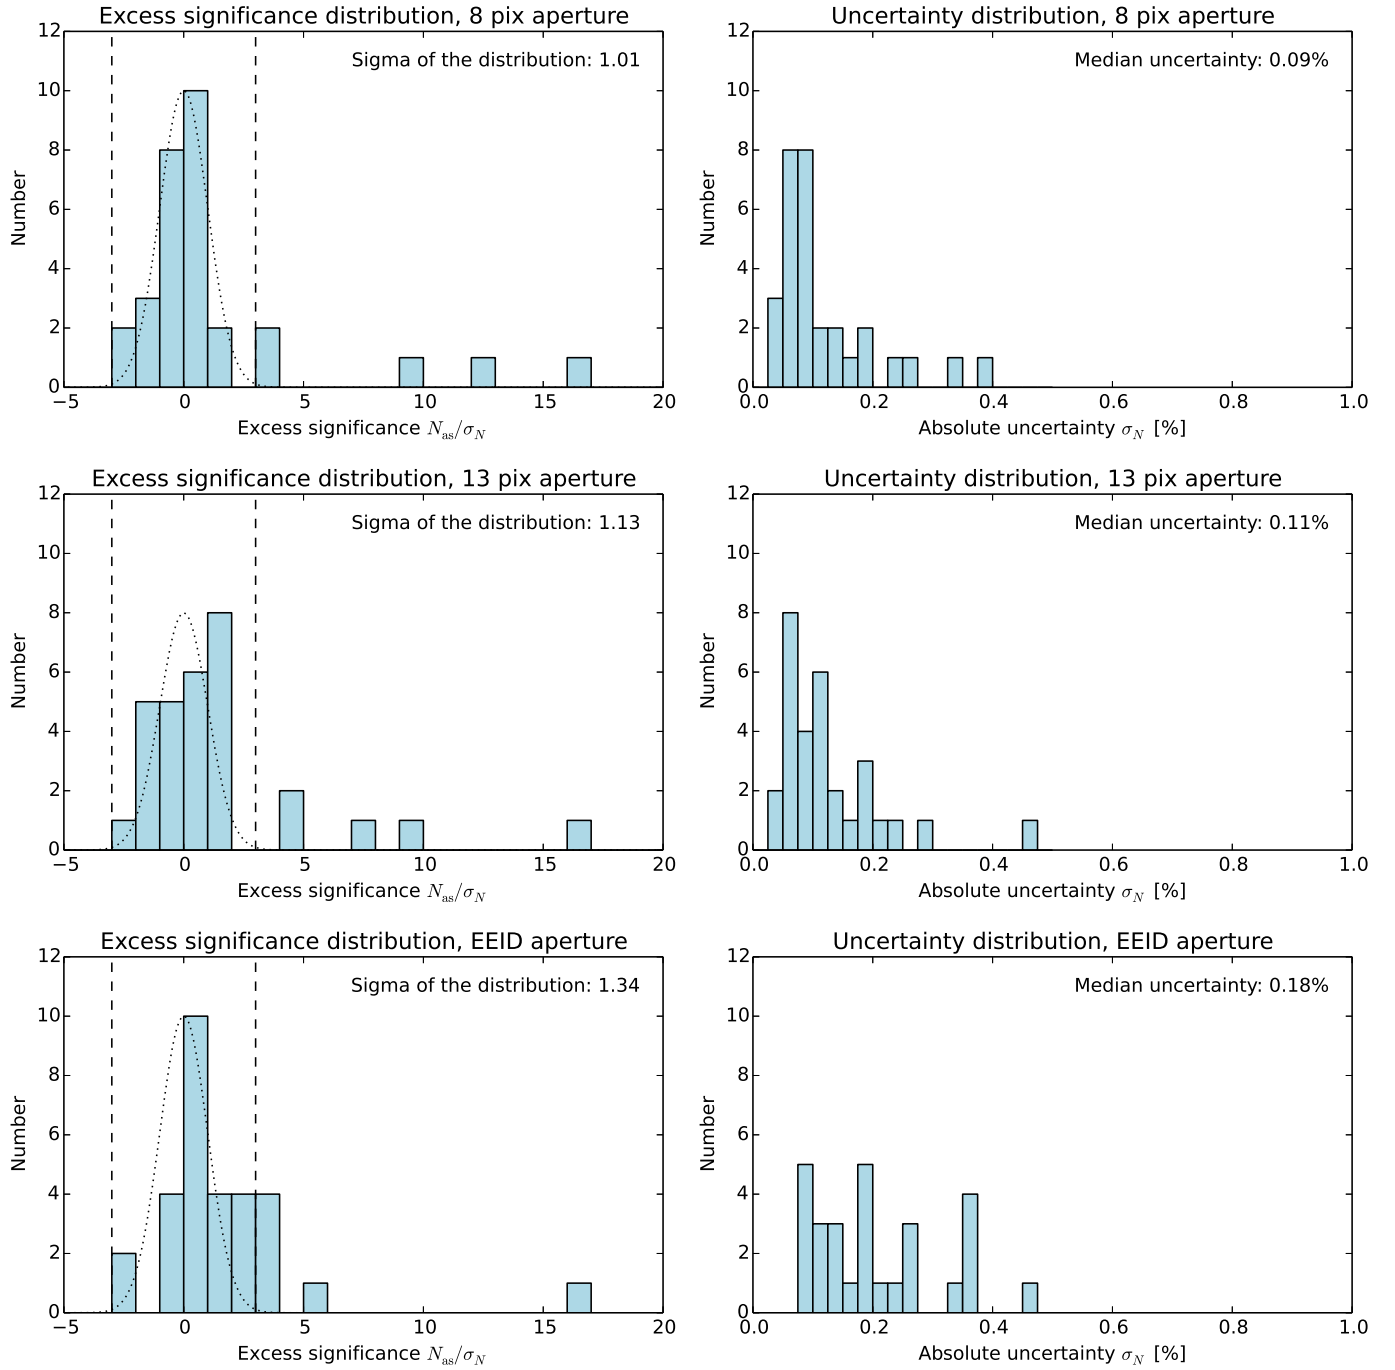 Excess significance distribution, 8 pix aperture
Sigma of the distribution: 1.01
12
10
8
6
4
2
0
Number
−5 0 5 10 15 20
Excess significance N_as/σ_N
Uncertainty distribution, 8 pix aperture
Median uncertainty: 0.09%
12
10
8
6
4
2
0
Number
0.0 0.2 0.4 0.6 0.8 1.0
Absolute uncertainty σ_N [%]
Excess significance distribution, 13 pix aperture
Sigma of the distribution: 1.13
12
10
8
6
4
2
0
Number
−5 0 5 10 15 20
Excess significance N_as/σ_N
Uncertainty distribution, 13 pix aperture
Median uncertainty: 0.11%
12
10
8
6
4
2
0
Number
0.0 0.2 0.4 0.6 0.8 1.0
Absolute uncertainty σ_N [%]
Excess significance distribution, EEID aperture
Sigma of the distribution: 1.34
12
10
8
6
4
2
0
Number
−5 0 5 10 15 20
Excess significance N_as/σ_N
Uncertainty distribution, EEID aperture
Median uncertainty: 0.18%
12
10
8
6
4
2
0
Number
0.0 0.2 0.4 0.6 0.8 1.0
Absolute uncertainty σ_N [%]